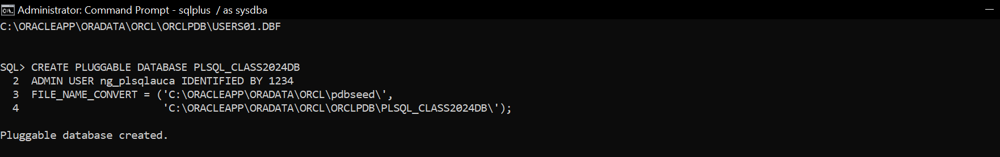 Administrator: Command Prompt - sqlplus  / as sysdba
C:\ORACLEAPP\ORADATA\ORCL\ORCLPDB\USERS01.DBF
SQL> CREATE PLUGGABLE DATABASE PLSQL_CLASS2024DB
  2  ADMIN USER ng_plsqlauca IDENTIFIED BY 1234
  3  FILE_NAME_CONVERT = ('C:\ORACLEAPP\ORADATA\ORCL\pdbseed\',
  4                       'C:\ORACLEAPP\ORADATA\ORCL\ORCLPDB\PLSQL_CLASS2024DB\');
Pluggable database created.